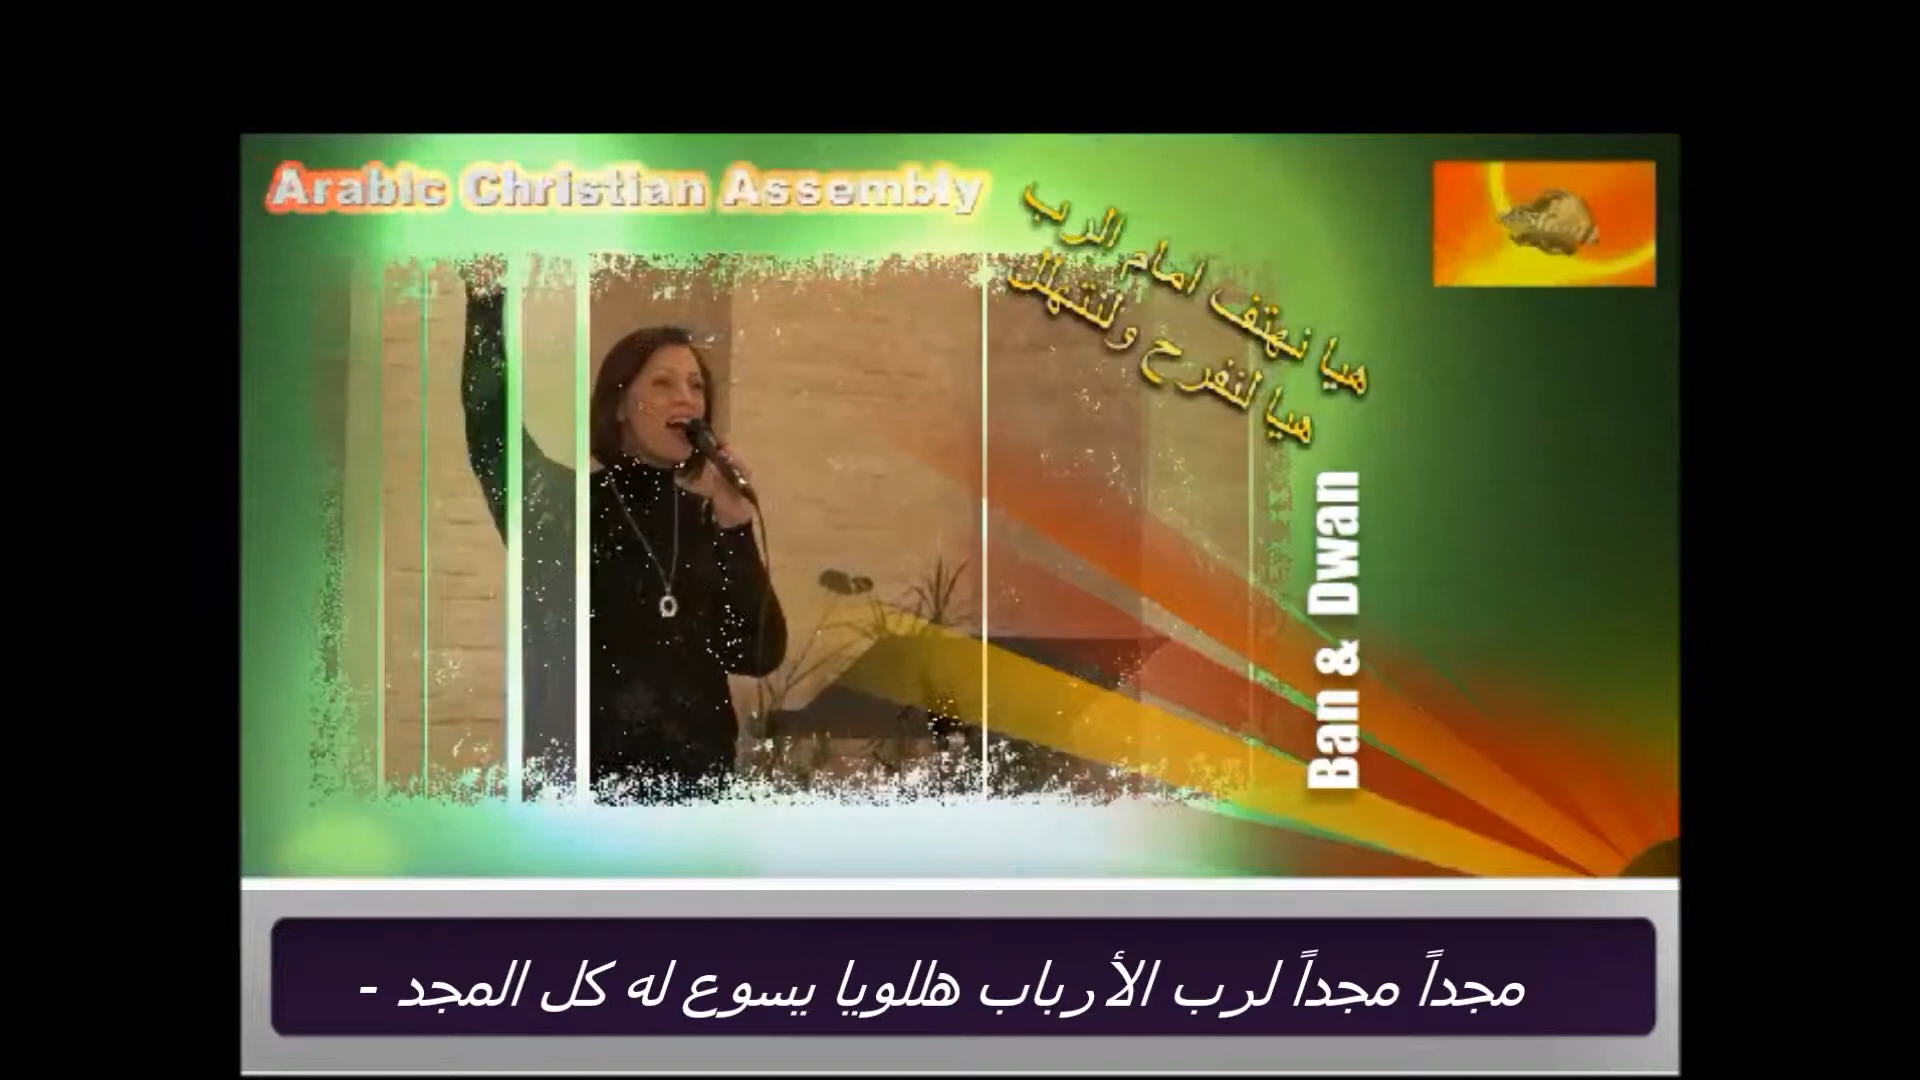 Arabic Christian Assembly
هيا نهتف امام الرب
هيا لنفرح ولنتهلل
Ban & Dwan
مجداً مجداً لرب الأرباب هللويا يسوع له كل المجد -